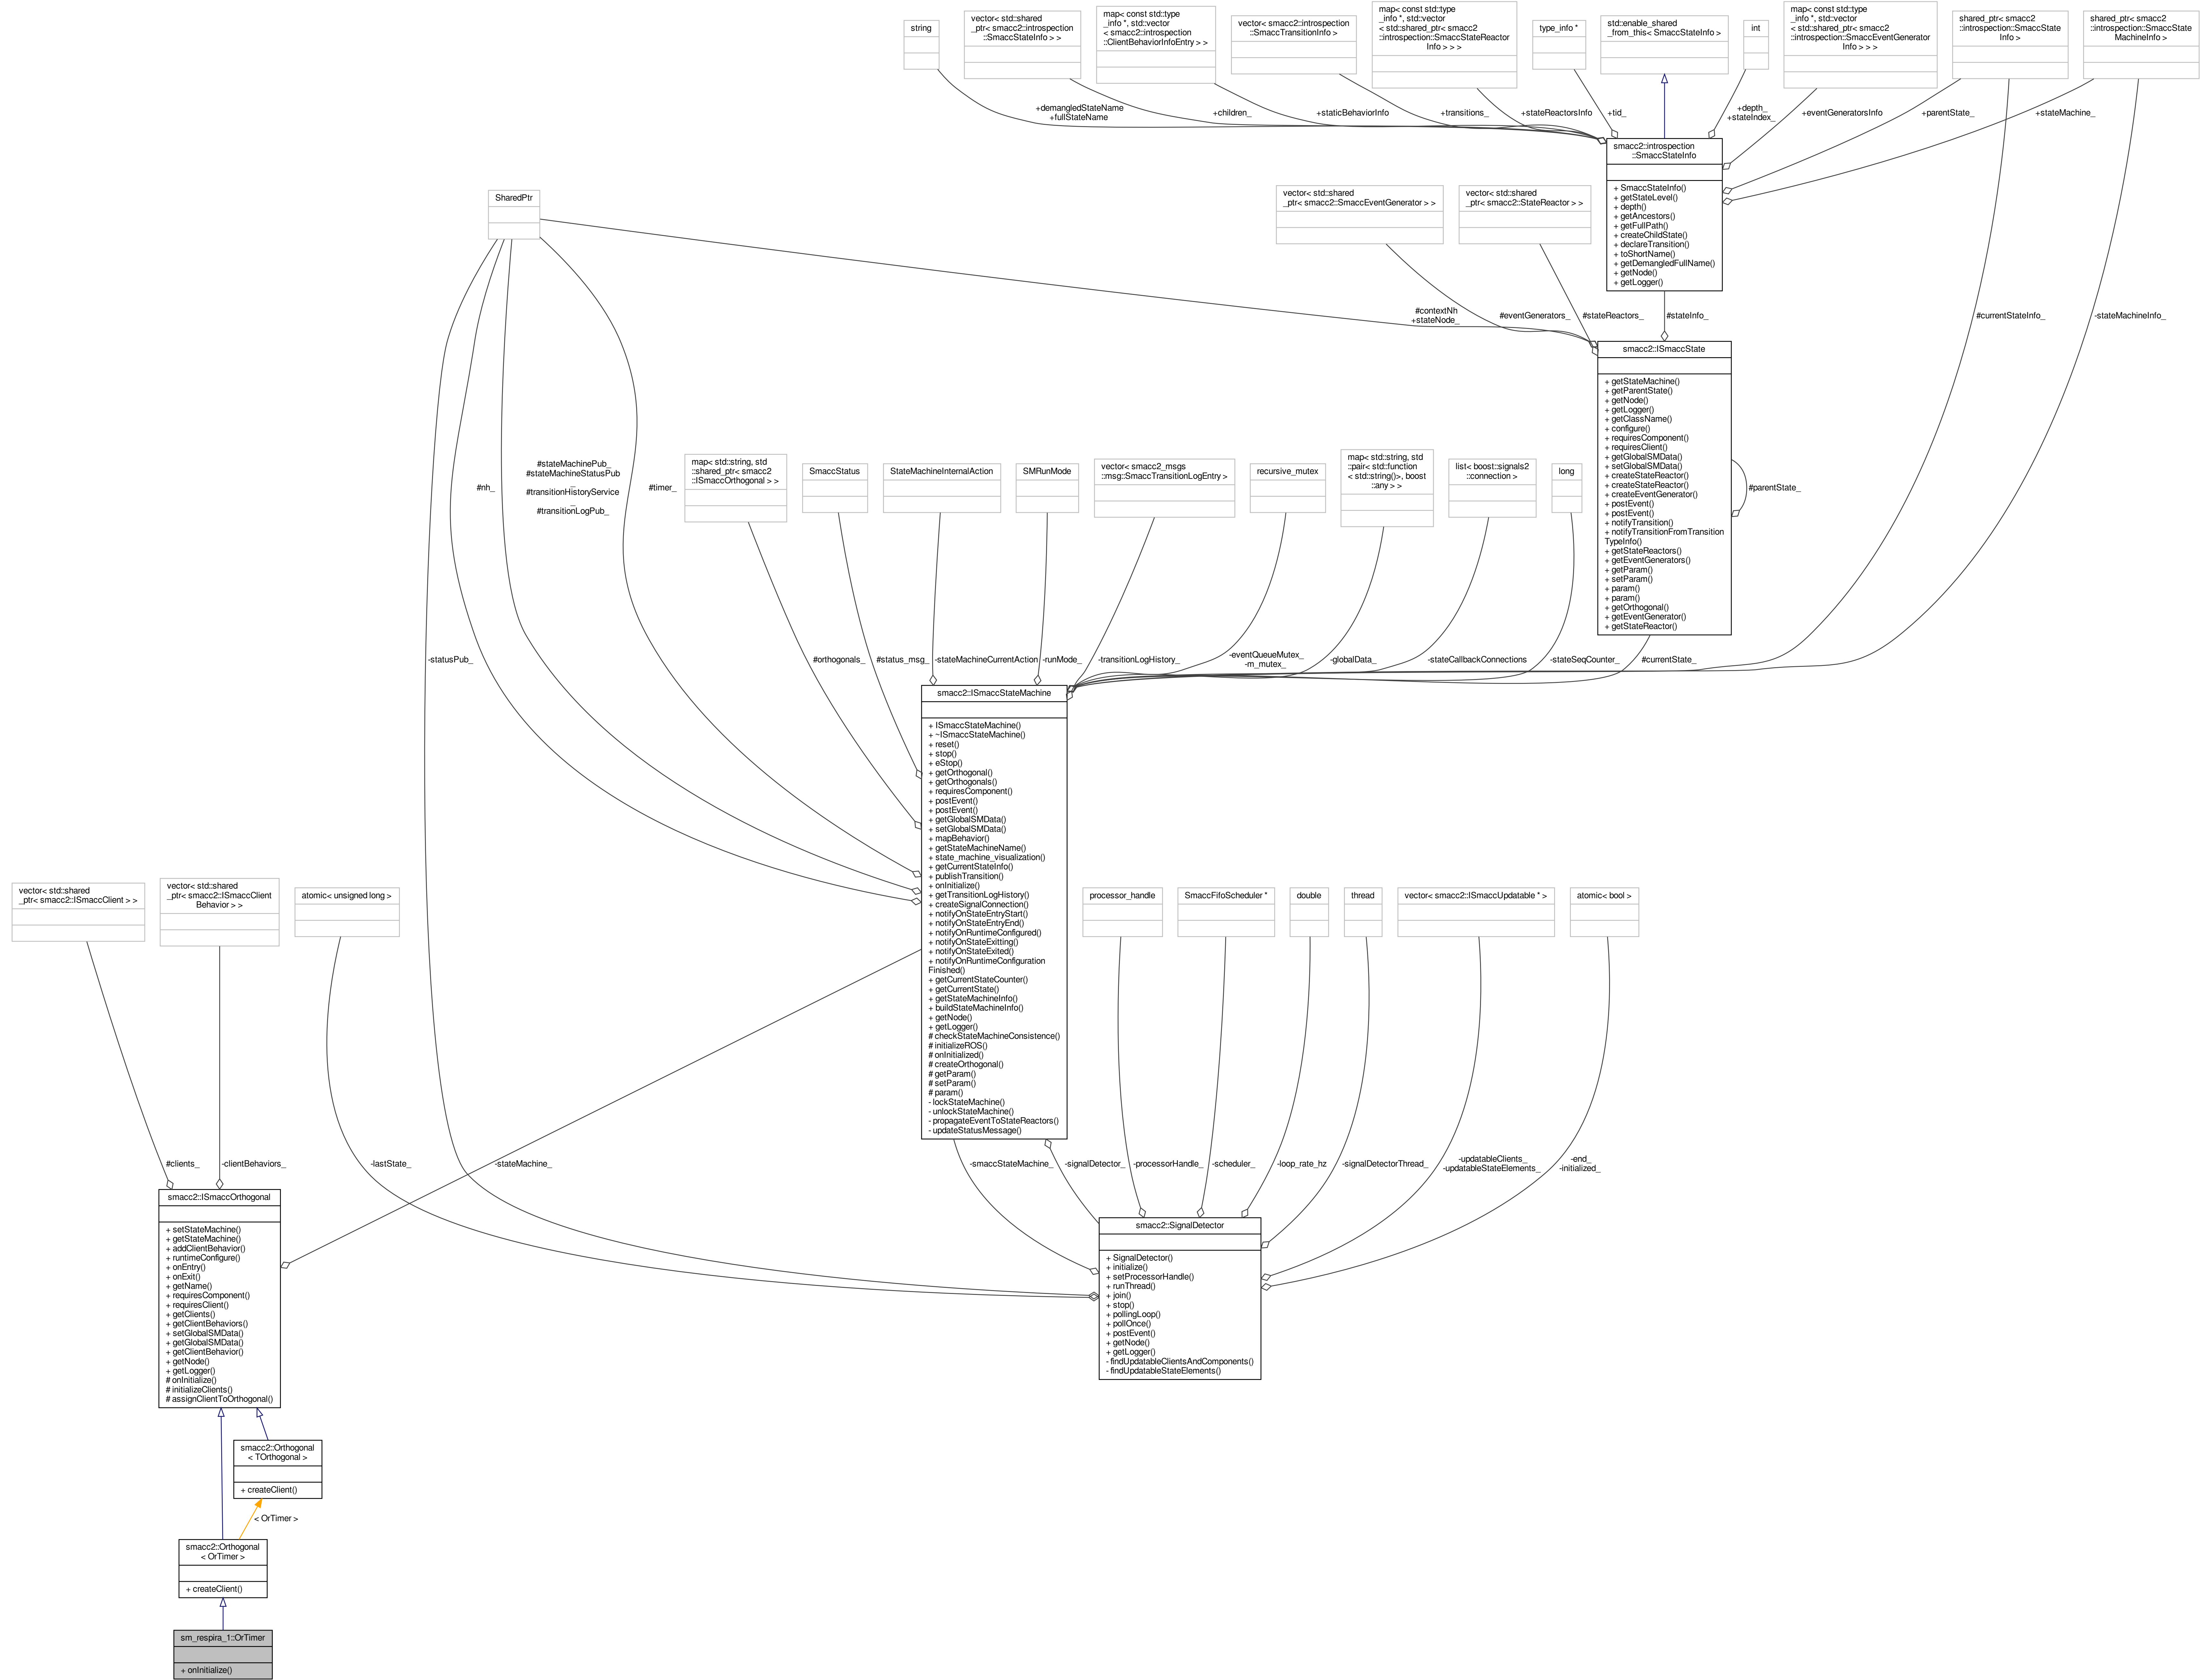 string
vector< std::shared
_ptr< smacc2::introspection
::SmaccStateInfo > >
map< const std::type
_info *, std::vector
< smacc2::introspection
::ClientBehaviorInfoEntry > >
vector< smacc2::introspection
::SmaccTransitionInfo >
map< const std::type
_info *, std::vector
< std::shared_ptr< smacc2
::introspection::SmaccStateReactor
Info > > >
type_info *
std::enable_shared
_from_this< SmaccStateInfo >
int
map< const std::type
_info *, std::vector
< std::shared_ptr< smacc2
::introspection::SmaccEventGenerator
Info > > >
shared_ptr< smacc2
::introspection::SmaccState
Info >
shared_ptr< smacc2
::introspection::SmaccState
MachineInfo >
+demangledStateName
+fullStateName
+children_
+staticBehaviorInfo
+transitions_
+stateReactorsInfo
+tid_
+depth_
+stateIndex_
+eventGeneratorsInfo
+parentState_
+stateMachine_
smacc2::introspection
::SmaccStateInfo
+ SmaccStateInfo()
+ getStateLevel()
+ depth()
+ getAncestors()
+ getFullPath()
+ createChildState()
+ declareTransition()
+ toShortName()
+ getDemangledFullName()
+ getNode()
+ getLogger()
SharedPtr
vector< std::shared
_ptr< smacc2::SmaccEventGenerator > >
vector< std::shared
_ptr< smacc2::StateReactor > >
#contextNh
+stateNode_
#eventGenerators_
#stateReactors_
#stateInfo_
#currentStateInfo_
-stateMachineInfo_
smacc2::ISmaccState
+ getStateMachine()
+ getParentState()
+ getNode()
+ getLogger()
+ getClassName()
+ configure()
+ requiresComponent()
+ requiresClient()
+ getGlobalSMData()
+ setGlobalSMData()
+ createStateReactor()
+ createStateReactor()
+ createEventGenerator()
+ postEvent()
+ postEvent()
+ notifyTransition()
+ notifyTransitionFromTransition
TypeInfo()
+ getStateReactors()
+ getEventGenerators()
+ getParam()
+ setParam()
+ param()
+ param()
+ getOrthogonal()
+ getEventGenerator()
+ getStateReactor()
#parentState_
#nh_
#stateMachinePub_
#stateMachineStatusPub
_
#transitionHistoryService
_
#transitionLogPub_
#timer_
map< std::string, std
::shared_ptr< smacc2
::ISmaccOrthogonal > >
SmaccStatus
StateMachineInternalAction
SMRunMode
vector< smacc2_msgs
::msg::SmaccTransitionLogEntry >
recursive_mutex
map< std::string, std
::pair< std::function
< std::string()>, boost
::any > >
list< boost::signals2
::connection >
long
-statusPub_
#orthogonals_
#status_msg_
-stateMachineCurrentAction
-runMode_
-transitionLogHistory_
-eventQueueMutex_
-m_mutex_
-globalData_
-stateCallbackConnections
-stateSeqCounter_
#currentState_
smacc2::ISmaccStateMachine
+ ISmaccStateMachine()
+ ~ISmaccStateMachine()
+ reset()
+ stop()
+ eStop()
+ getOrthogonal()
+ getOrthogonals()
+ requiresComponent()
+ postEvent()
+ postEvent()
+ getGlobalSMData()
+ setGlobalSMData()
+ mapBehavior()
+ getStateMachineName()
+ state_machine_visualization()
+ getCurrentStateInfo()
+ publishTransition()
+ onInitialize()
+ getTransitionLogHistory()
+ createSignalConnection()
+ notifyOnStateEntryStart()
+ notifyOnStateEntryEnd()
+ notifyOnRuntimeConfigured()
+ notifyOnStateExitting()
+ notifyOnStateExited()
+ notifyOnRuntimeConfiguration
Finished()
+ getCurrentStateCounter()
+ getCurrentState()
+ getStateMachineInfo()
+ buildStateMachineInfo()
+ getNode()
+ getLogger()
# checkStateMachineConsistence()
# initializeROS()
# onInitialized()
# createOrthogonal()
# getParam()
# setParam()
# param()
- lockStateMachine()
- unlockStateMachine()
- propagateEventToStateReactors()
- updateStatusMessage()
vector< std::shared
_ptr< smacc2::ISmaccClient > >
vector< std::shared
_ptr< smacc2::ISmaccClient
Behavior > >
atomic< unsigned long >
processor_handle
SmaccFifoScheduler *
double
thread
vector< smacc2::ISmaccUpdatable * >
atomic< bool >
#clients_
-clientBehaviors_
-lastState_
-stateMachine_
-smaccStateMachine_
-signalDetector_
-processorHandle_
-scheduler_
-loop_rate_hz
-signalDetectorThread_
-updatableClients_
-updatableStateElements_
-end_
-initialized_
smacc2::ISmaccOrthogonal
+ setStateMachine()
+ getStateMachine()
+ addClientBehavior()
+ runtimeConfigure()
+ onEntry()
+ onExit()
+ getName()
+ requiresComponent()
+ requiresClient()
+ getClients()
+ getClientBehaviors()
+ setGlobalSMData()
+ getGlobalSMData()
+ getClientBehavior()
+ getNode()
+ getLogger()
# onInitialize()
# initializeClients()
# assignClientToOrthogonal()
smacc2::SignalDetector
+ SignalDetector()
+ initialize()
+ setProcessorHandle()
+ runThread()
+ join()
+ stop()
+ pollingLoop()
+ pollOnce()
+ postEvent()
+ getNode()
+ getLogger()
- findUpdatableClientsAndComponents()
- findUpdatableStateElements()
smacc2::Orthogonal
< TOrthogonal >
+ createClient()
< OrTimer >
smacc2::Orthogonal
< OrTimer >
+ createClient()
sm_respira_1::OrTimer
+ onInitialize()